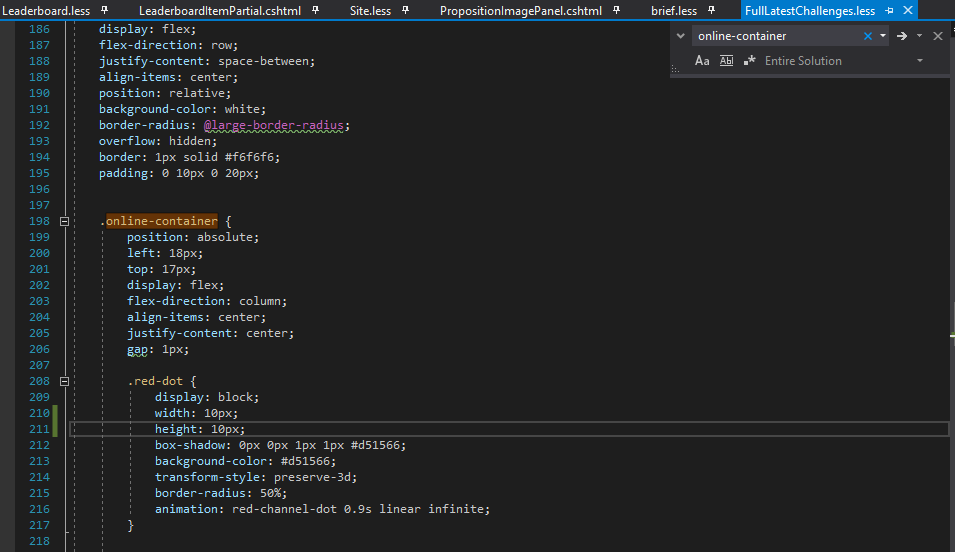 Leaderboard.less LeaderboardItemPartial.cshtml Site.less PropositionImagePanel.cshtml brief.less FullLatestChallenges.less
online-container
Aa Ab .* Entire Solution
186 display: flex;
187 flex-direction: row;
188 justify-content: space-between;
189 align-items: center;
190 position: relative;
191 background-color: white;
192 border-radius: @large-border-radius;
193 overflow: hidden;
194 border: 1px solid #f6f6f6;
195 padding: 0 10px 0 20px;
196
197
198 .online-container {
199 position: absolute;
200 left: 18px;
201 top: 17px;
202 display: flex;
203 flex-direction: column;
204 align-items: center;
205 justify-content: center;
206 gap: 1px;
207
208 .red-dot {
209 display: block;
210 width: 10px;
211 height: 10px;
212 box-shadow: 0px 0px 1px 1px #d51566;
213 background-color: #d51566;
214 transform-style: preserve-3d;
215 border-radius: 50%;
216 animation: red-channel-dot 0.9s linear infinite;
217 }
218